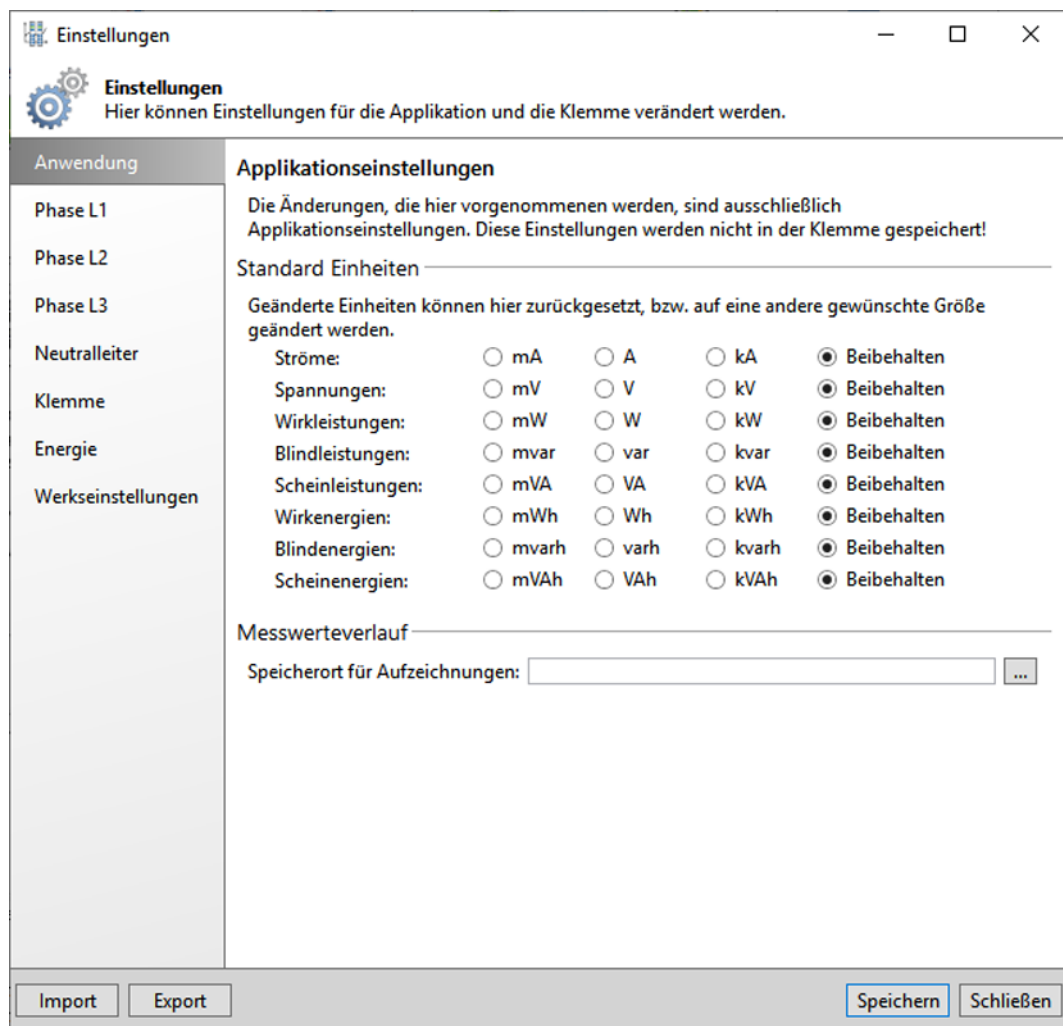 Einstellungen
Einstellungen
Hier können Einstellungen für die Applikation und die Klemme verändert werden.
Anwendung
Phase L1
Phase L2
Phase L3
Neutralleiter
Klemme
Energie
Werkseinstellungen
Applikationseinstellungen
Die Änderungen, die hier vorgenommenen werden, sind ausschließlich
Applikationseinstellungen. Diese Einstellungen werden nicht in der Klemme gespeichert!
Standard Einheiten
Geänderte Einheiten können hier zurückgesetzt, bzw. auf eine andere gewünschte Größe
geändert werden.
Ströme: mA A kA Beibehalten
Spannungen: mV V kV Beibehalten
Wirkleistungen: mW W kW Beibehalten
Blindleistungen: mvar var kvar Beibehalten
Scheinleistungen: mVA VA kVA Beibehalten
Wirkenergien: mWh Wh kWh Beibehalten
Blindenergien: mvarh varh kvarh Beibehalten
Scheinenergien: mVAh VAh kVAh Beibehalten
Messwerteverlauf
Speicherort für Aufzeichnungen: ...
Import Export Speichern Schließen